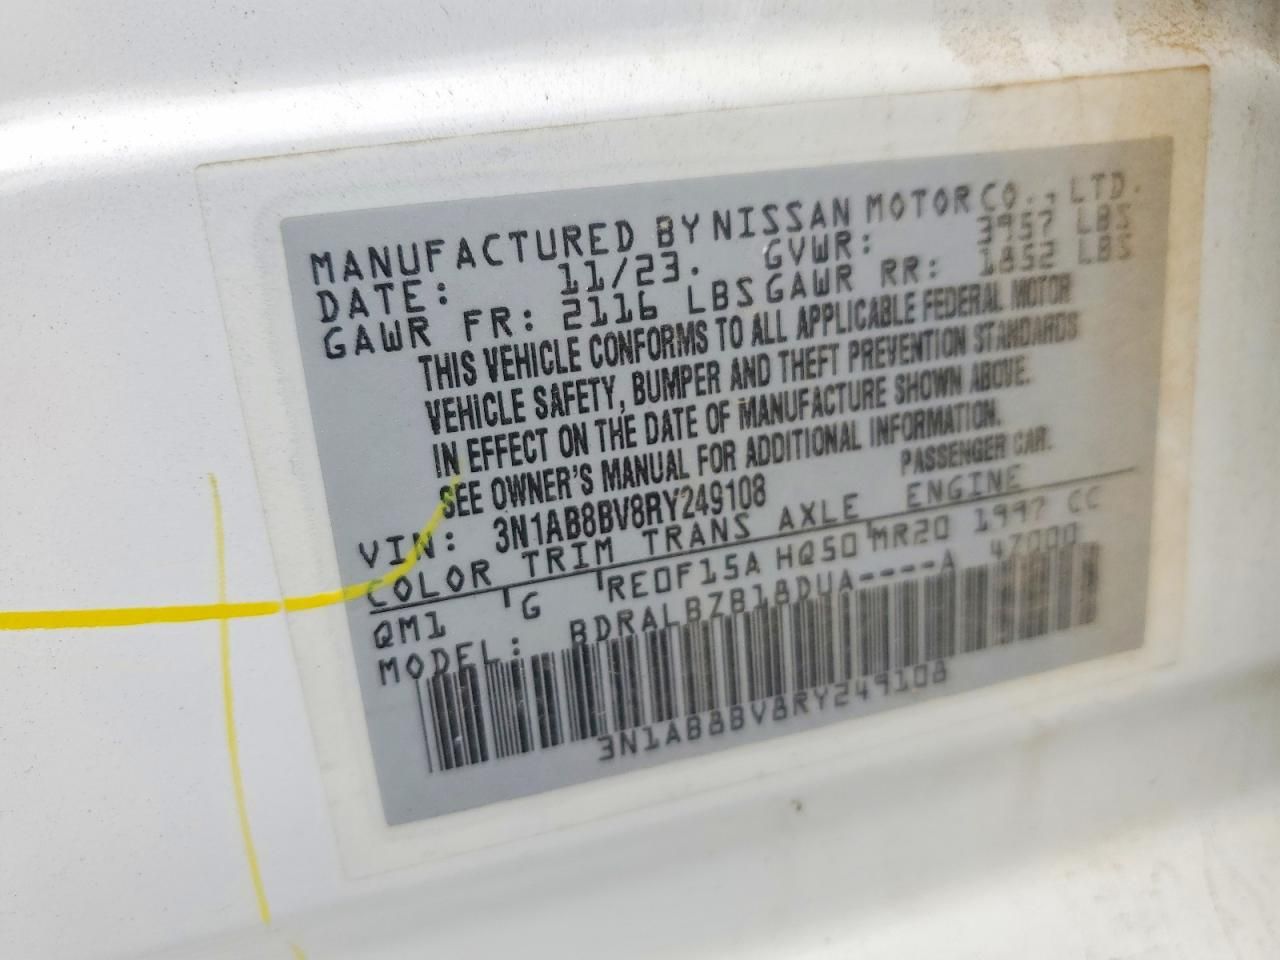 MANUFACTURED BY NISSAN MOTOR CO., LTD.
DATE: 11/23. GVWR: 3957 LBS
GAWR FR: 2116 LBS GAWR RR: 1852 LBS
THIS VEHICLE CONFORMS TO ALL APPLICABLE FEDERAL MOTOR
VEHICLE SAFETY, BUMPER AND THEFT PREVENTION STANDARDS
IN EFFECT ON THE DATE OF MANUFACTURE SHOWN ABOVE.
SEE OWNER'S MANUAL FOR ADDITIONAL INFORMATION.
VIN: 3N1AB8BV8RY249108 PASSENGER CAR.
COLOR TRIM TRANS AXLE ENGINE
QM1 G RE0F15A HQ50 MR20 1997 CC
MODEL: BDRALBZB18DUA----A 47000
3N1AB8BV8RY249108